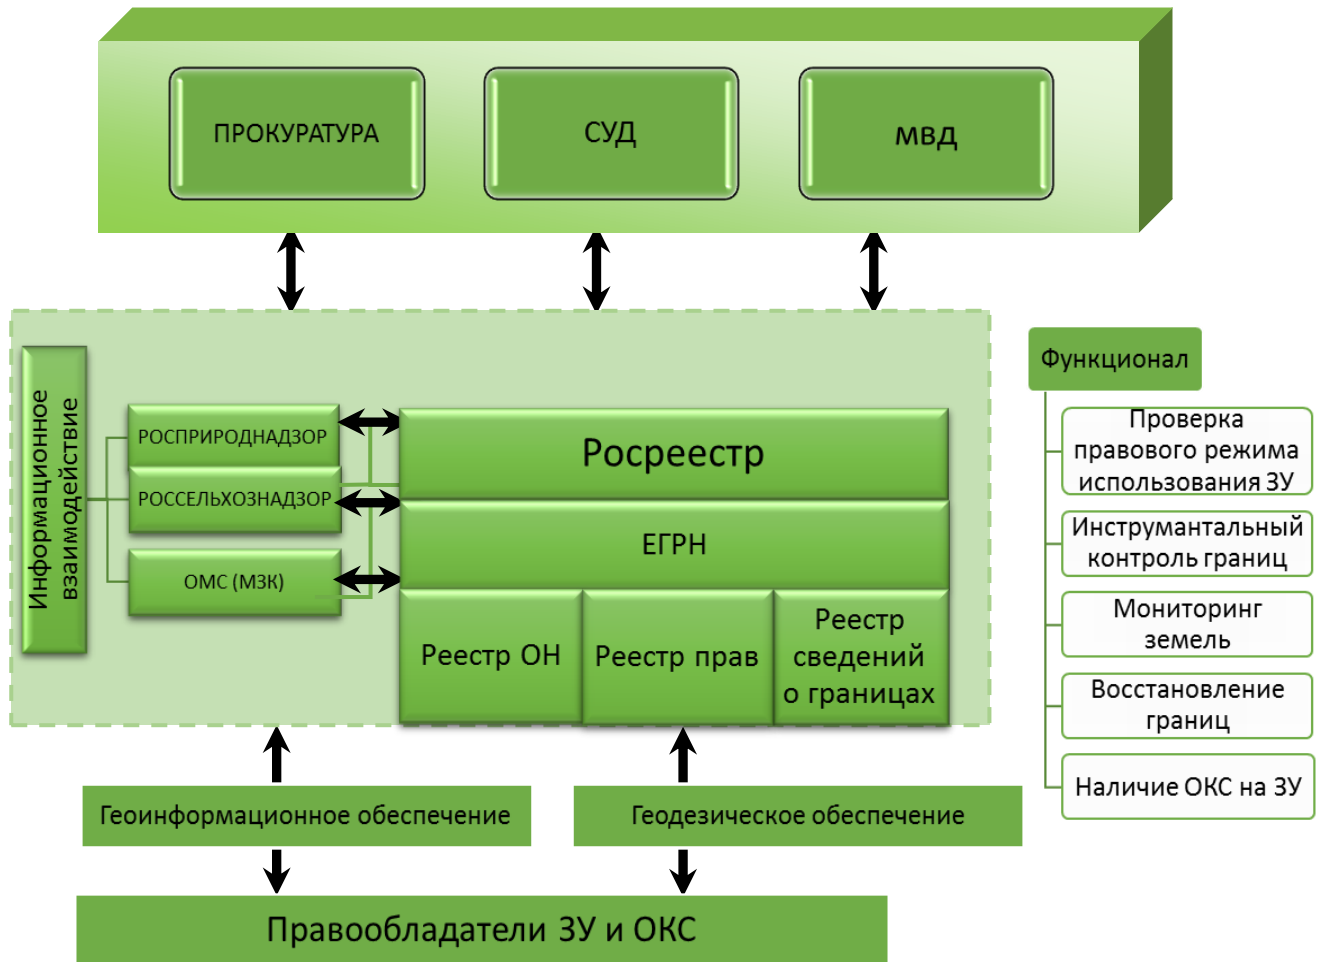 ПРОКУРАТУРА
СУД
МВД
Информационное
взаимодействие
РОСПРИРОДНАДЗОР
РОССЕЛЬХОЗНАДЗОР
ОМС (МЗК)
Росреестр
ЕГРН
Реестр ОН
Реестр прав
Реестр
сведений
о границах
Функционал
Проверка
правового режима
использования ЗУ
Инструмантальный
контроль границ
Мониторинг
земель
Восстановление
границ
Наличие ОКС на ЗУ
Геоинформационное обеспечение
Геодезическое обеспечение
Правообладатели ЗУ и ОКС